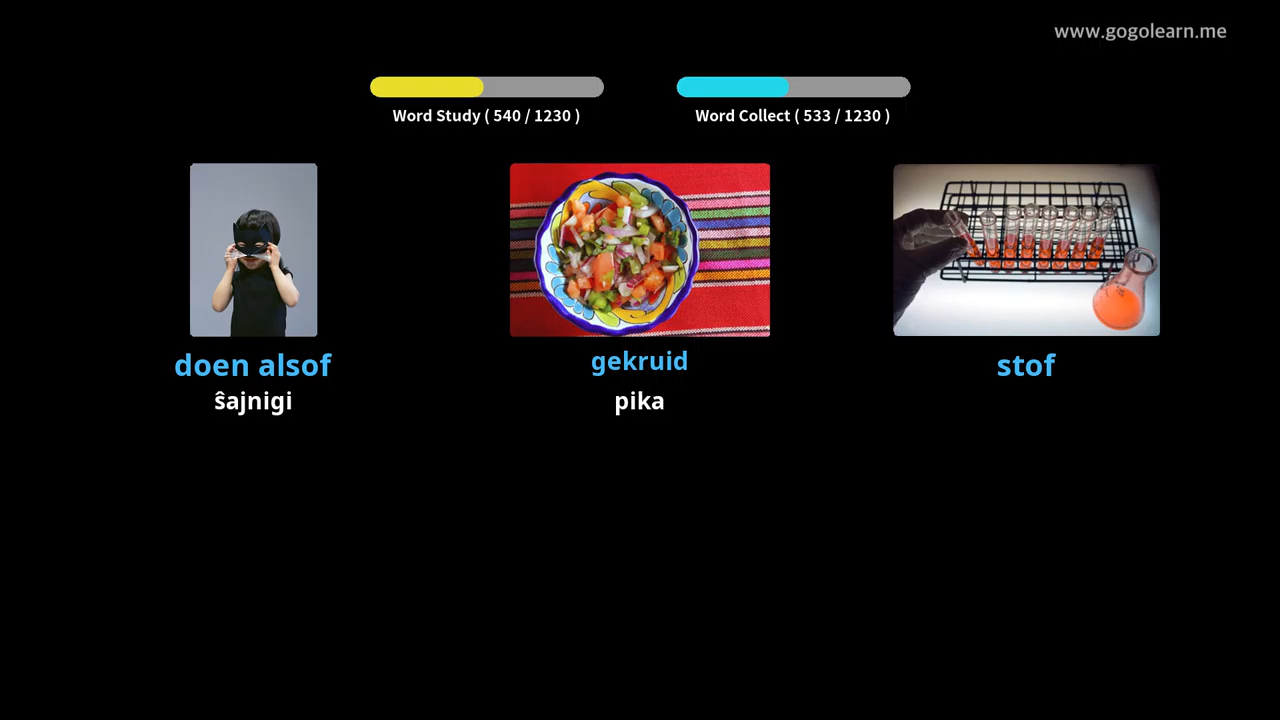 www.gogolearn.me
Word Study ( 540 / 1230 )
Word Collect ( 533 / 1230 )
doen alsof
ŝajnigi
gekruid
pika
stof